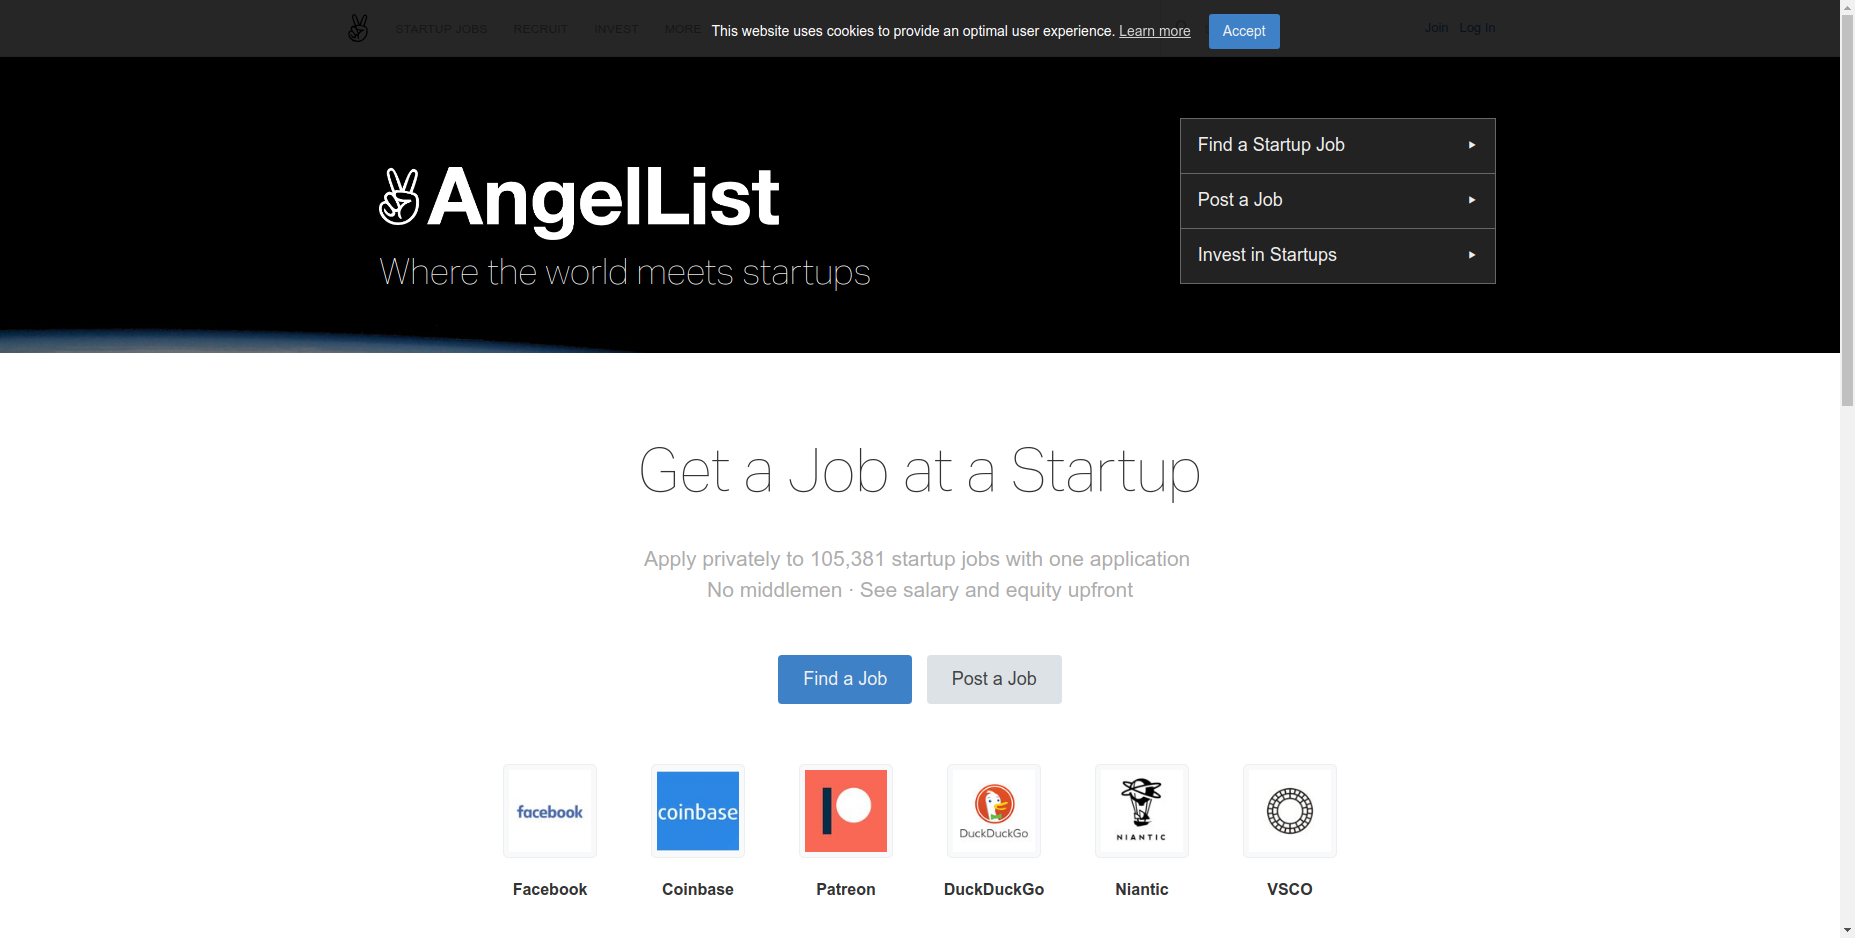 STARTUP JOBS RECRUIT INVEST MORE
This website uses cookies to provide an optimal user experience. Learn more Accept
Join Log In
Find a Startup Job
Post a Job
Invest in Startups
AngelList
Where the world meets startups
Get a Job at a Startup
Apply privately to 105,381 startup jobs with one application
No middlemen · See salary and equity upfront
Find a Job Post a Job
facebook coinbase DuckDuckGo NIANTIC
Facebook Coinbase Patreon DuckDuckGo Niantic VSCO